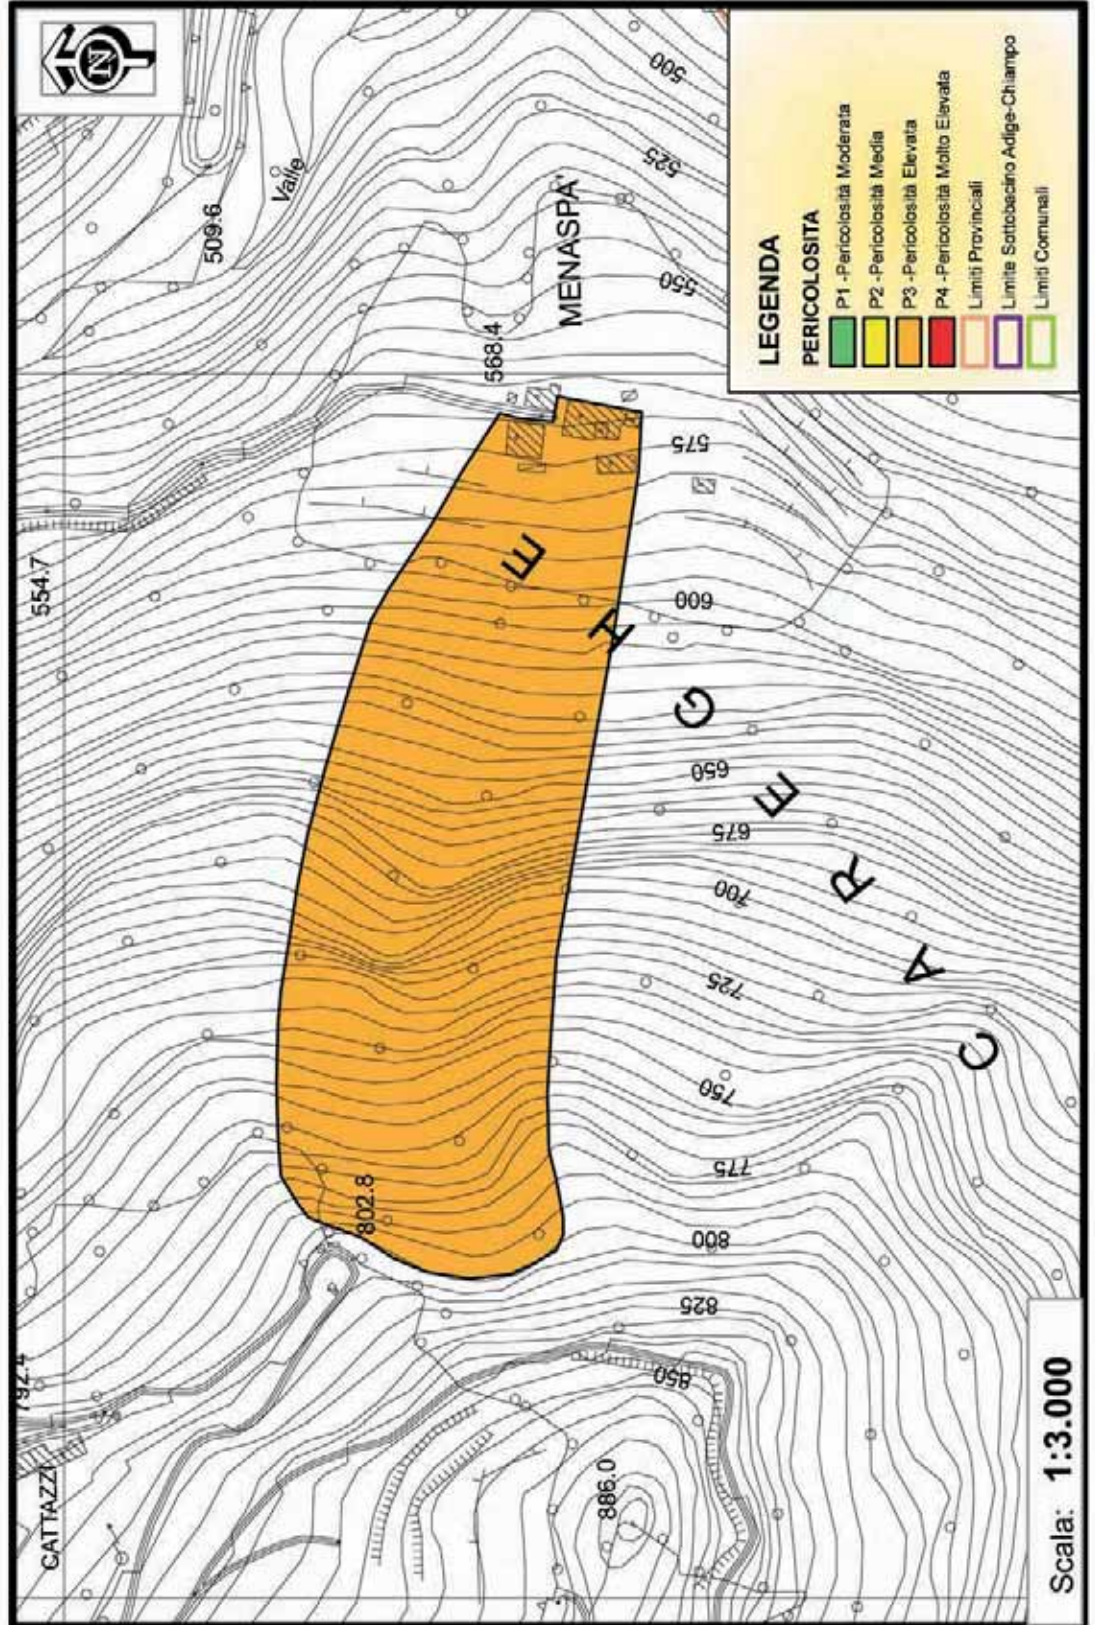 N
CATTAZZI
792.4
554.7
509.6
Valle
802.8
568.4
MENASPA'
886.0
850
825
800
775
750
725
700
675
650
600
575
550
525
500
CAREGHE
LEGENDA
PERICOLOSITA
P1 -Pericolosità Moderata
P2 -Pericolosità Media
P3 -Pericolosità Elevata
P4 -Pericolosità Molto Elevata
Limiti Provinciali
Limite Sottobacino Adige-Chiampo
Limiti Comunali
Scala: 1:3.000